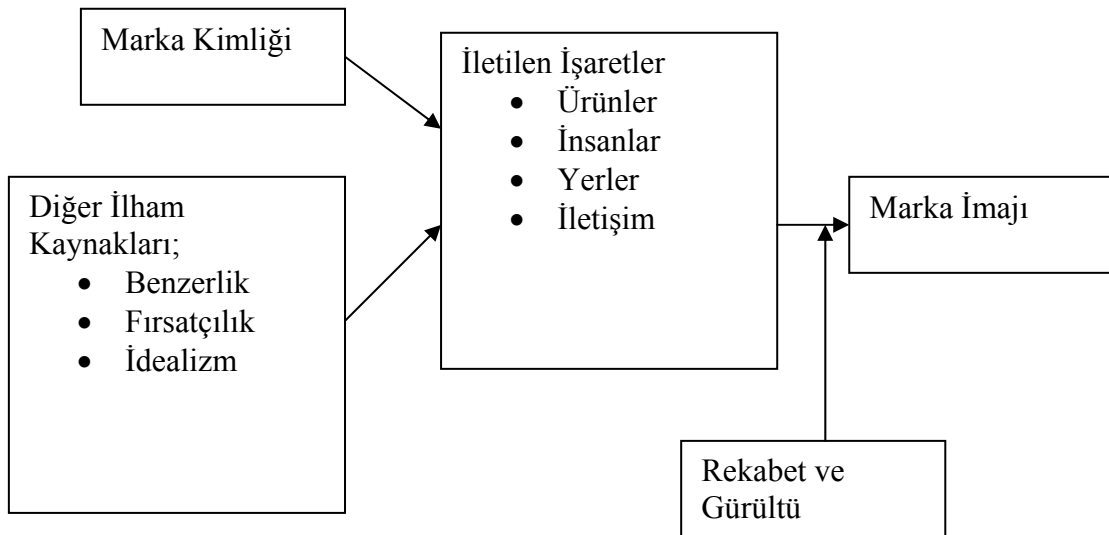 Marka Kimliği
İletilen İşaretler
• Ürünler
• İnsanlar
• Yerler
• İletişim
Diğer İlham
Kaynakları;
• Benzerlik
• Fırsatçılık
• İdealizm
Marka İmajı
Rekabet ve
Gürültü